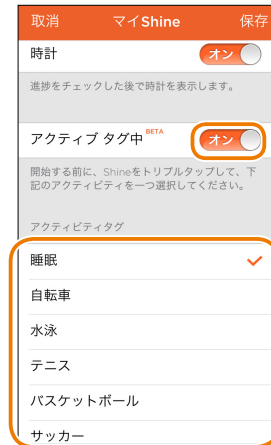 取消 マイShine 保存
時計 オン
進捗をチェックした後で時計を表示します。
アクティブ タグ中 BETA オン
開始する前に、Shineをトリプルタップして、下
記のアクティビティを一つ選択してください。
アクティビティタグ
睡眠
自転車
水泳
テニス
バスケットボール
サッカー